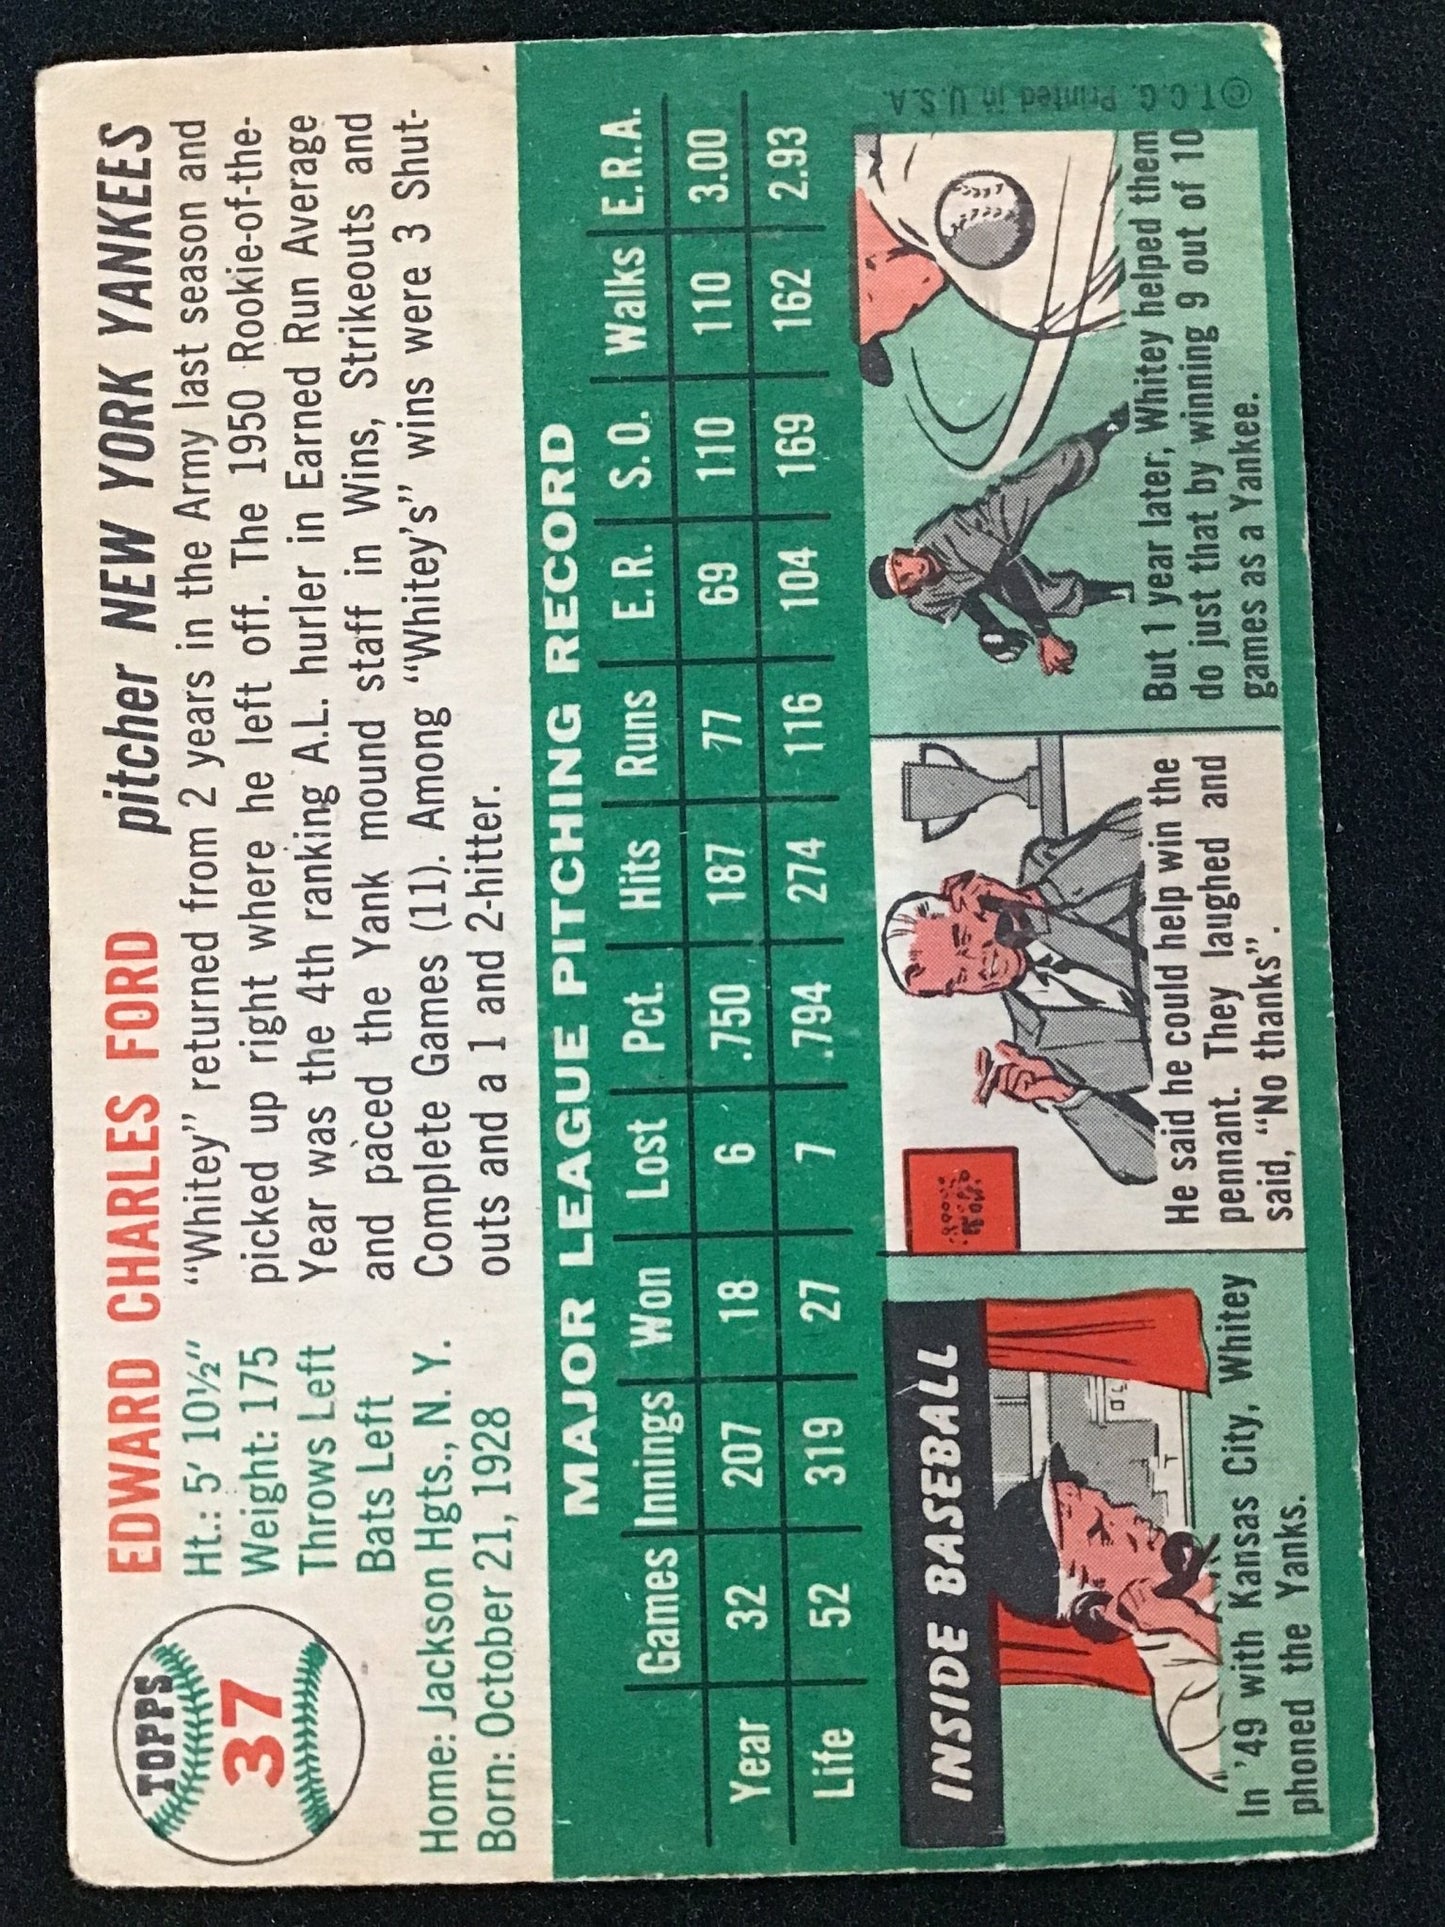 TOPPS
37
EDWARD CHARLES FORD pitcher NEW YORK YANKEES
Ht.: 5' 10½"
Weight: 175
Throws Left
Bats Left
Home: Jackson Hgts., N. Y.
Born: October 21, 1928
"Whitey" returned from 2 years in the Army last season and
picked up right where he left off. The 1950 Rookie-of-the-
Year was the 4th ranking A.L. hurler in Earned Run Average
and paced the Yank mound staff in Wins, Strikeouts and
Complete Games (11). Among "Whitey's" wins were 3 Shut-
outs and a 1 and 2-hitter.
MAJOR LEAGUE PITCHING RECORD
Games Innings Won Lost Pct. Hits Runs E.R. S.O. Walks E.R.A.
Year 32 207 18 6 .750 187 77 69 110 110 3.00
Life 52 319 27 7 .794 274 116 104 169 162 2.93
INSIDE BASEBALL
In '49 with Kansas City, Whitey
phoned the Yanks.
He said he could help win the
pennant. They laughed and
said, "No thanks".
But 1 year later, Whitey helped them
do just that by winning 9 out of 10
games as a Yankee.
© T.C.G. Printed in U.S.A.